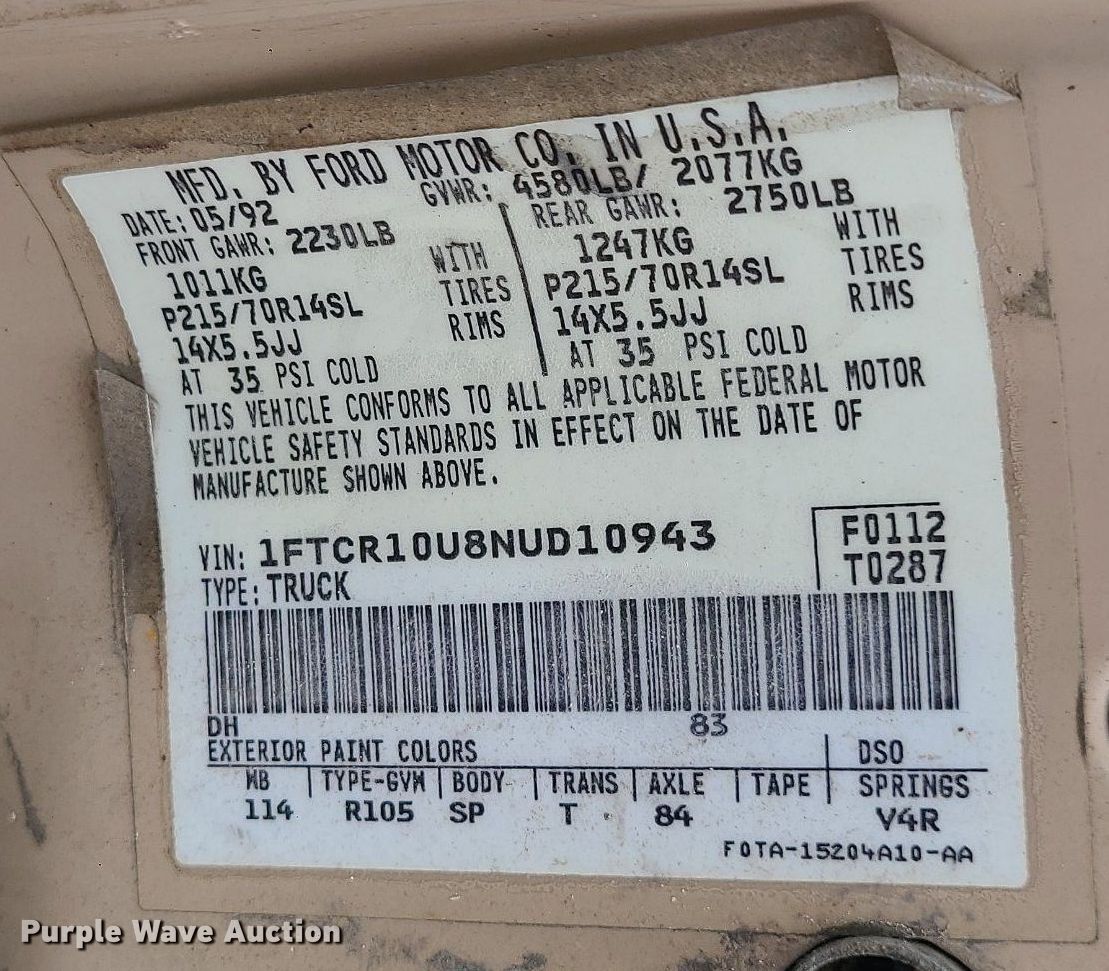 MFD. BY FORD MOTOR CO. IN U.S.A.
DATE: 05/92 GVWR: 4580LB/ 2077KG
FRONT GAWR: 2230LB REAR GAWR: 2750LB
1011KG WITH 1247KG WITH
P215/70R14SL TIRES P215/70R14SL TIRES
14X5.5JJ RIMS 14X5.5JJ RIMS
AT 35 PSI COLD AT 35 PSI COLD
THIS VEHICLE CONFORMS TO ALL APPLICABLE FEDERAL MOTOR
VEHICLE SAFETY STANDARDS IN EFFECT ON THE DATE OF
MANUFACTURE SHOWN ABOVE.
VIN: 1FTCR10U8NUD10943 F0112
TYPE: TRUCK T0287
DH 83
EXTERIOR PAINT COLORS DSO
WB TYPE-GVW BODY TRANS AXLE TAPE SPRINGS
114 R105 SP T 84 V4R
F0TA-15204A10-AA
Purple Wave Auction